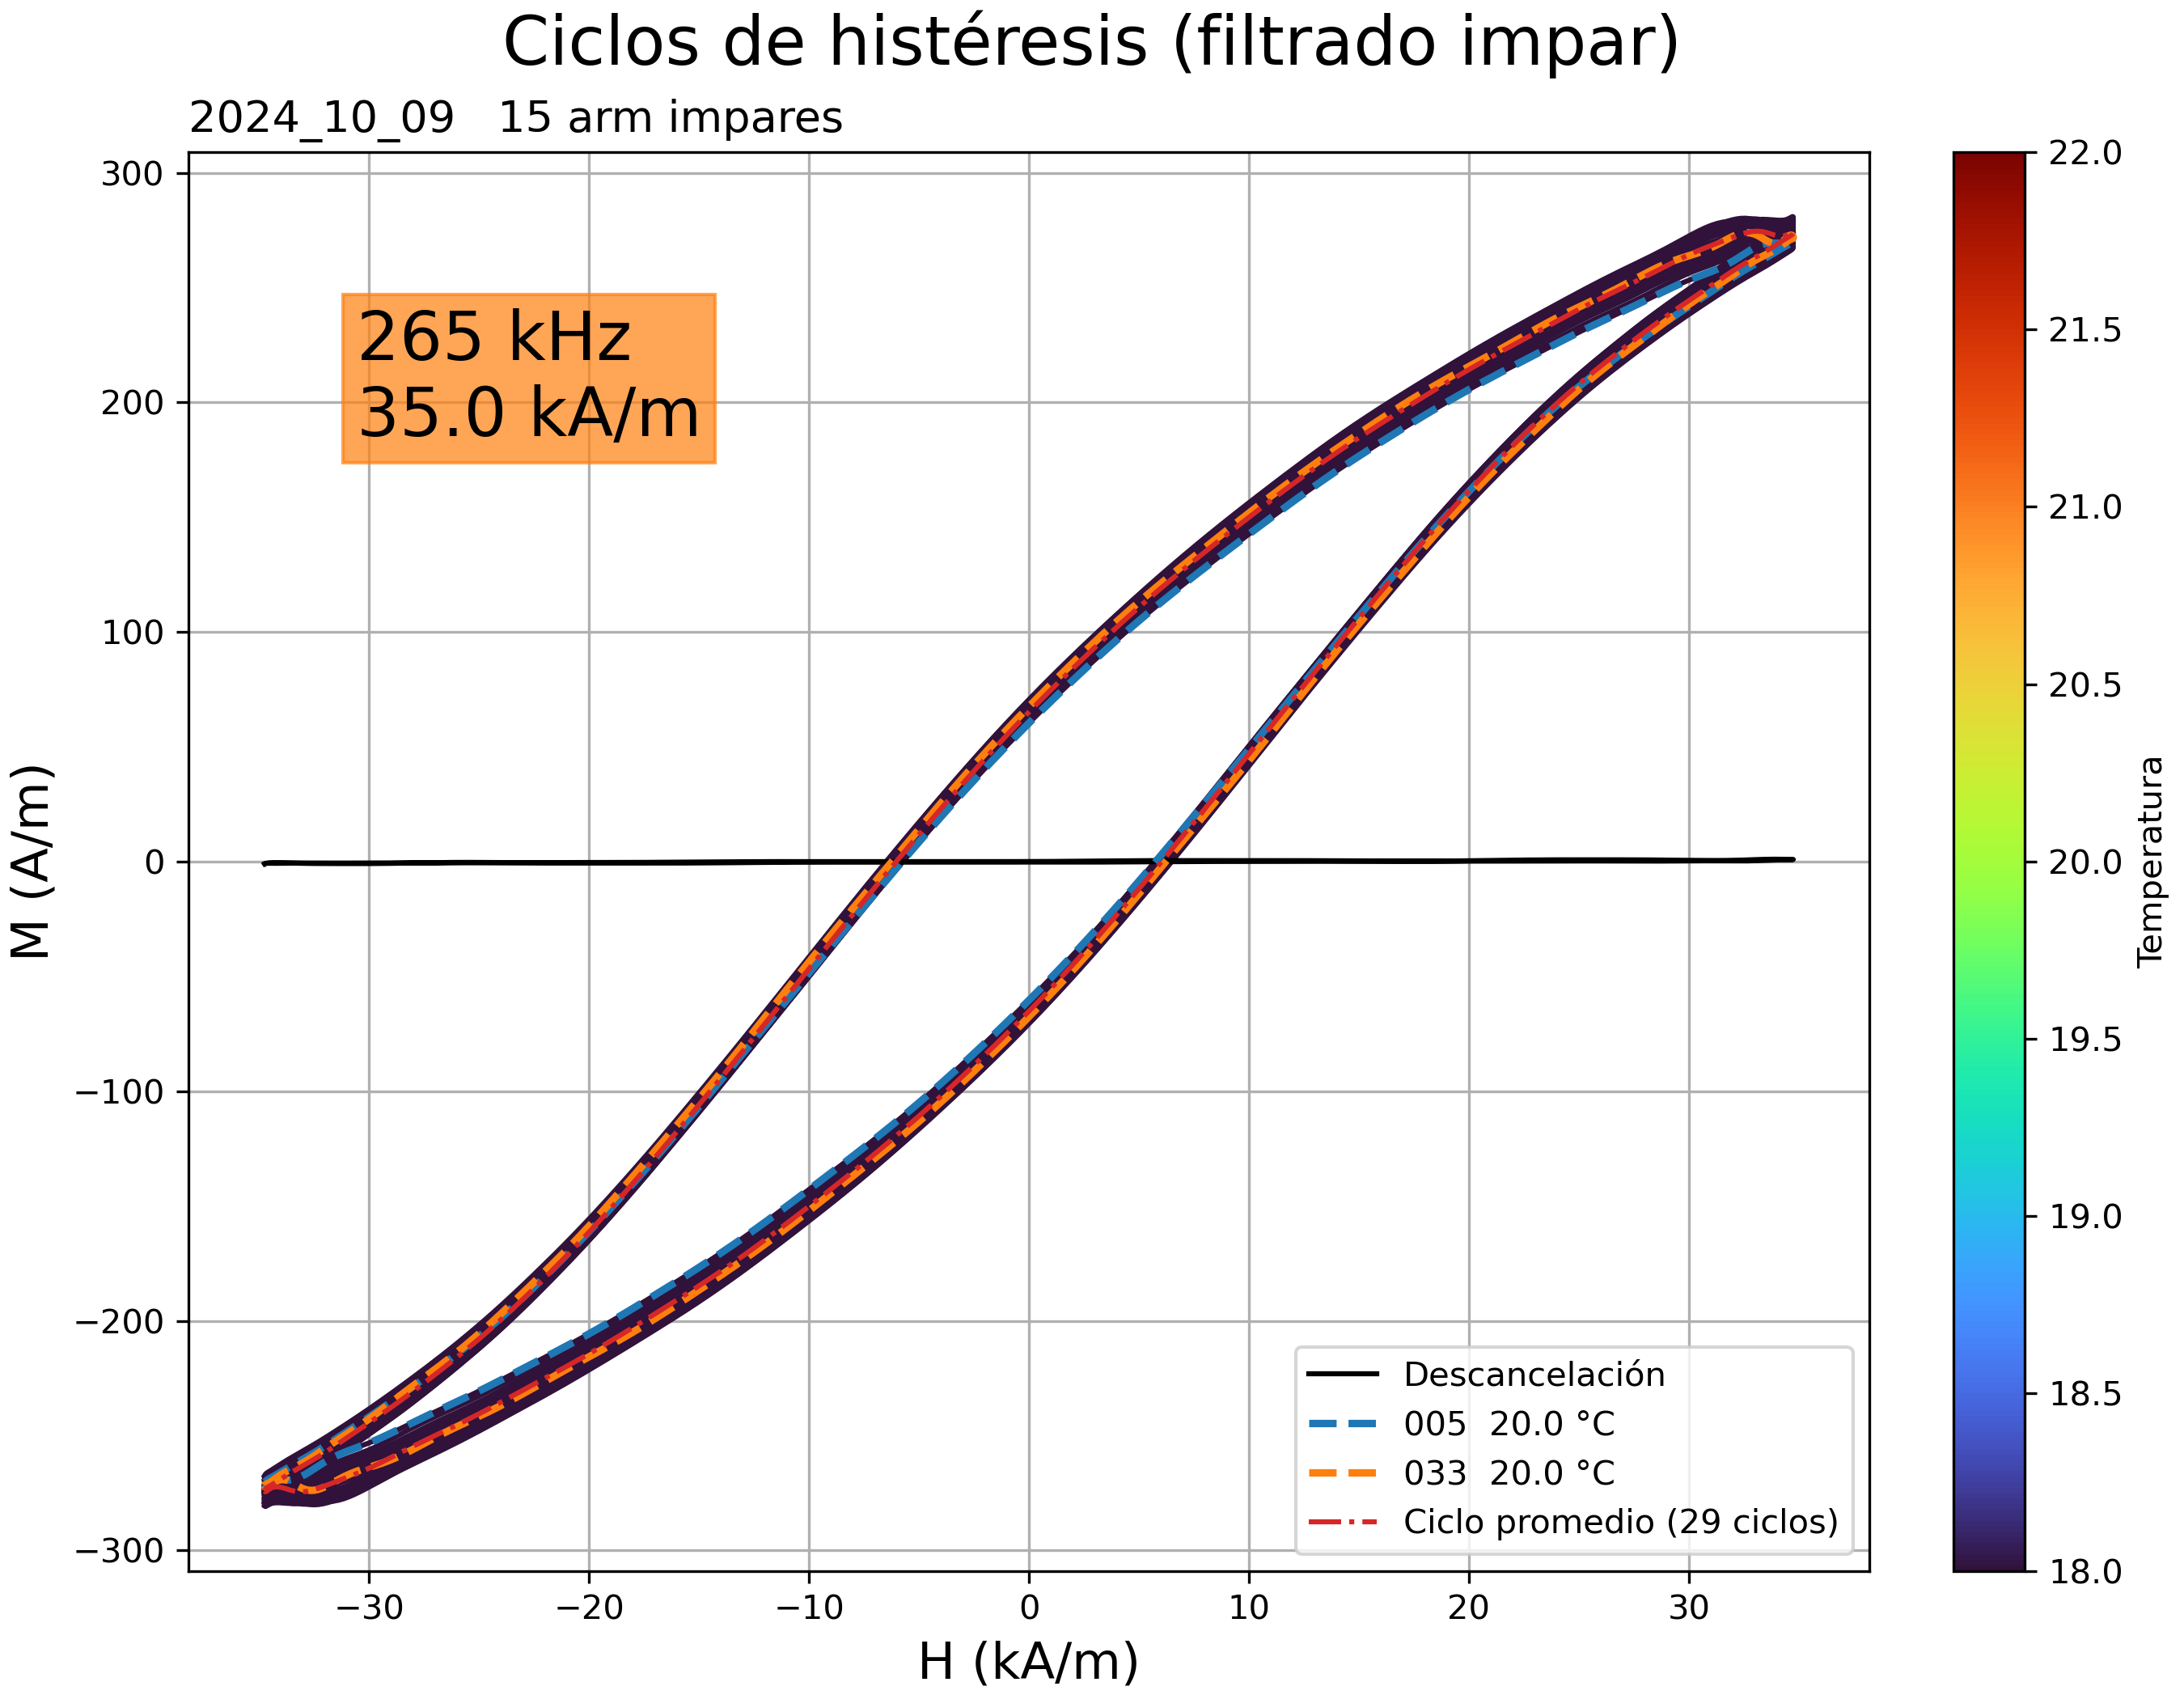 Ciclos de histéresis (filtrado impar)
2024_10_09   15 arm impares
300
200
100
0
−100
−200
−300
M (A/m)
265 kHz
35.0 kA/m
−30
−20
−10
0
10
20
30
H (kA/m)
Descancelación
005  20.0 °C
033  20.0 °C
Ciclo promedio (29 ciclos)
22.0
21.5
21.0
20.5
20.0
19.5
19.0
18.5
18.0
Temperatura